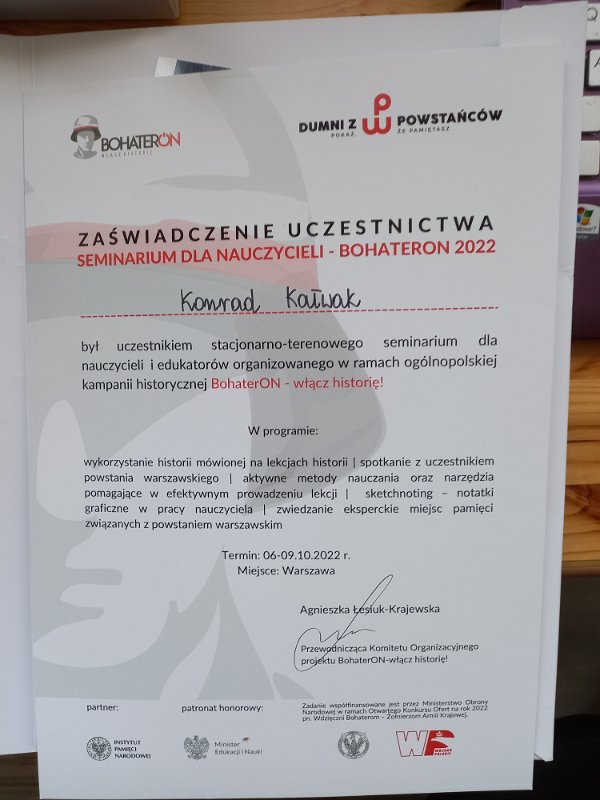 BOHATERON
WŁĄCZ HISTORIĘ
DUMNI Z POWSTAŃCÓW
POKAŻ, ŻE PAMIĘTASZ
ZAŚWIADCZENIE UCZESTNICTWA
SEMINARIUM DLA NAUCZYCIELI - BOHATERON 2022
Konrad Kałwak
był uczestnikiem stacjonarno-terenowego seminarium dla
nauczycieli i edukatorów organizowanego w ramach ogólnopolskiej
kampanii historycznej BohaterON - włącz historię!
W programie:
wykorzystanie historii mówionej na lekcjach historii | spotkanie z uczestnikiem
powstania warszawskiego | aktywne metody nauczania oraz narzędzia
pomagające w efektywnym prowadzeniu lekcji | sketchnoting – notatki
graficzne w pracy nauczyciela | zwiedzanie eksperckie miejsc pamięci
związanych z powstaniem warszawskim
Termin: 06-09.10.2022 r.
Miejsce: Warszawa
Agnieszka Łesiuk-Krajewska
Przewodnicząca Komitetu Organizacyjnego
projektu BohaterON-włącz historię!
partner:
patronat honorowy:
Zadanie współfinansowane jest przez Ministerstwo Obrony
Narodowej w ramach Otwartego Konkursu Ofert na rok 2022
pn. Wdzięczni Bohaterom – Żołnierzom Armii Krajowej.
INSTYTUT
PAMIĘCI
NARODOWEJ
Minister
Edukacji i Nauki
WOJSKO
POLSKIE
Q
A